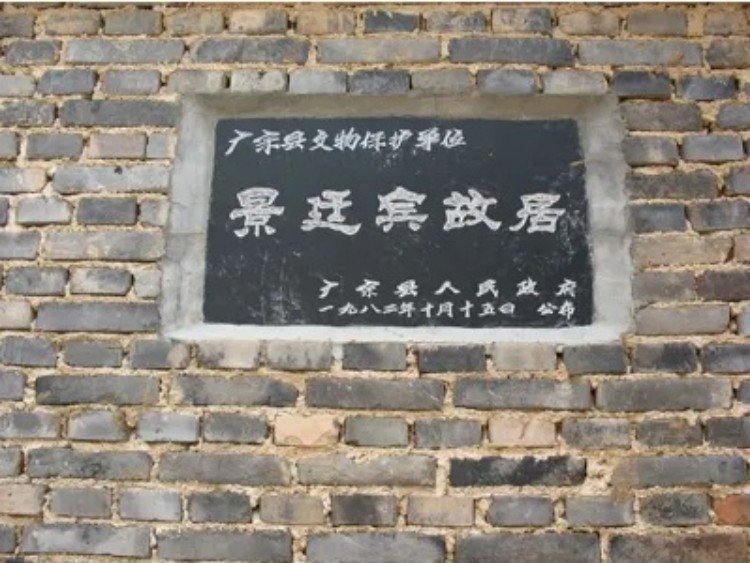 广宗县文物保护单位
景廷宾故居
广宗县人民政府
一九八二年十月十五日 公布